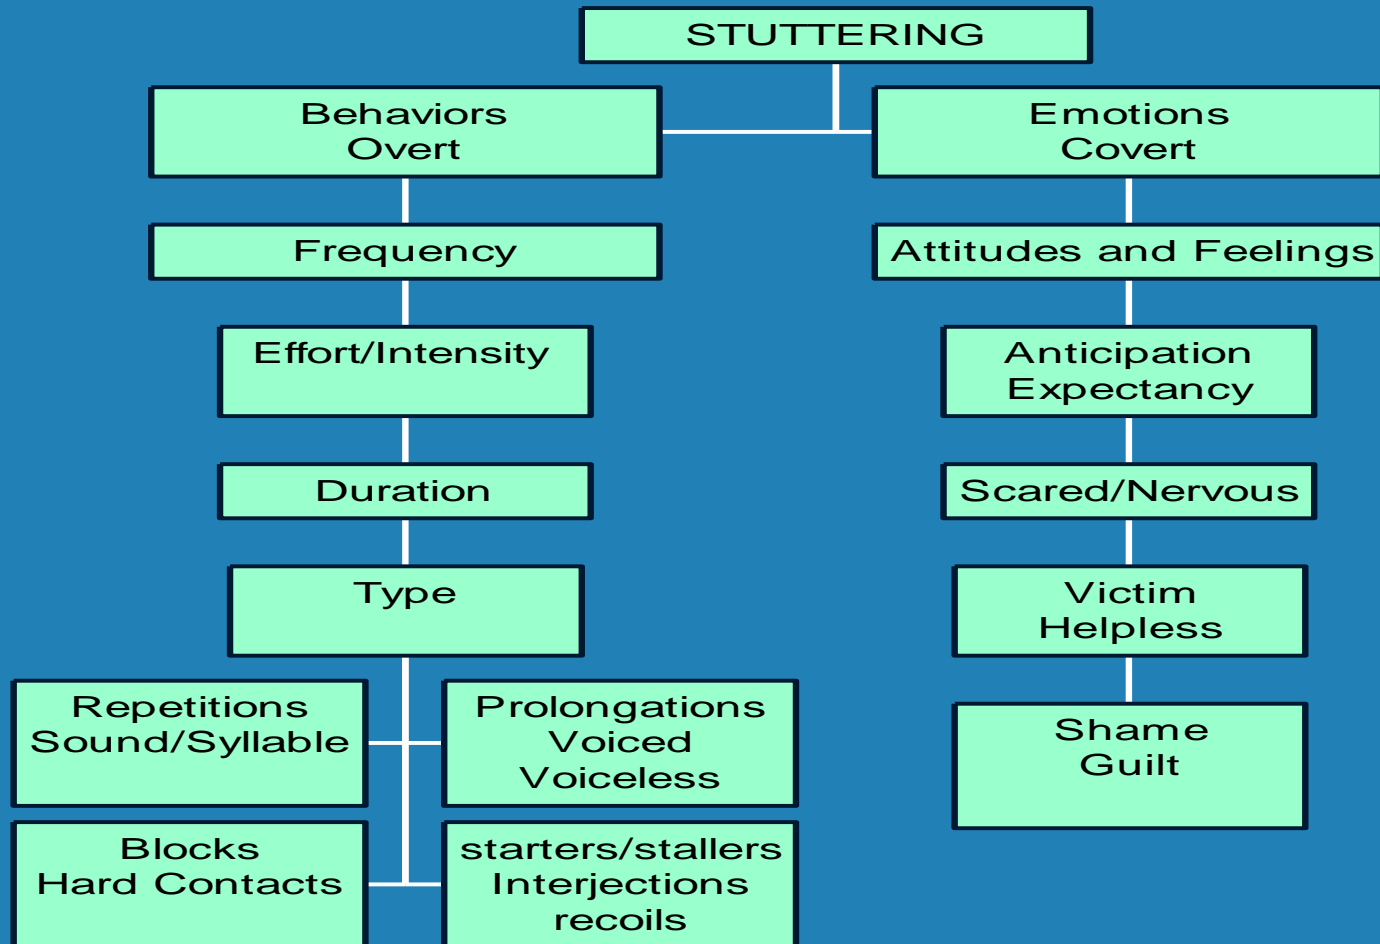 STUTTERING
Behaviors
Overt
Emotions
Covert
Frequency
Attitudes and Feelings
Effort/Intensity
Anticipation
Expectancy
Duration
Scared/Nervous
Type
Victim
Helpless
Repetitions
Sound/Syllable
Prolongations
Voiced
Voiceless
Shame
Guilt
Blocks
Hard Contacts
starters/stallers
Interjections
recoils